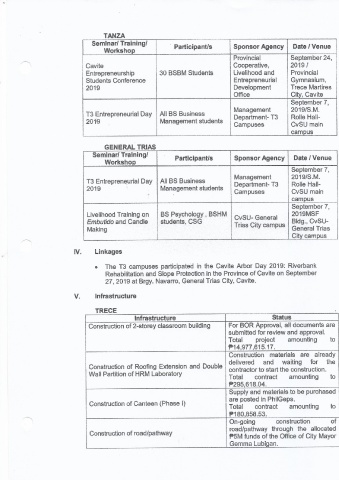 TANZA
Seminar/ Training/ Workshop | Participant/s | Sponsor Agency | Date / Venue
Cavite Entrepreneurship Students Conference 2019 | 30 BSBM Students | Provincial Cooperative, Livelihood and Entrepreneurial Development Office | September 24, 2019 / Provincial Gymnasium, Trece Martires City, Cavite
T3 Entrepreneurial Day 2019 | All BS Business Management students | Management Department- T3 Campuses | September 7, 2019/S.M. Rolle Hall- CvSU main campus
GENERAL TRIAS
Seminar/ Training/ Workshop | Participant/s | Sponsor Agency | Date / Venue
T3 Entrepreneurial Day 2019 | All BS Business Management students | Management Department- T3 Campuses | September 7, 2019/S.M. Rolle Hall- CvSU main campus
Livelihood Training on Embutido and Candle Making | BS Psychology , BSHM students, CSG | CvSU- General Trias City campus | September 7, 2019MSF Bldg., CvSU- General Trias City campus
IV. Linkages
• The T3 campuses participated in the Cavite Arbor Day 2019: Riverbank
Rehabilitation and Slope Protection in the Province of Cavite on September
27, 2019 at Brgy. Navarro, General Trias City, Cavite.
V. Infrastructure
TRECE
Infrastructure | Status
Construction of 2-storey classroom building | For BOR Approval, all documents are submitted for review and approval. Total project amounting to ₱14,977,615.17.
Construction of Roofing Extension and Double Wall Partition of HRM Laboratory | Construction materials are already delivered and waiting for the contractor to start the construction. Total contract amounting to ₱295,618.04.
Construction of Canteen (Phase I) | Supply and materials to be purchased are posted in PhilGeps. Total contract amounting to ₱180,656.53.
Construction of road/pathway | On-going construction of road/pathway through the allocated ₱5M funds of the Office of City Mayor Gemma Lubigan.